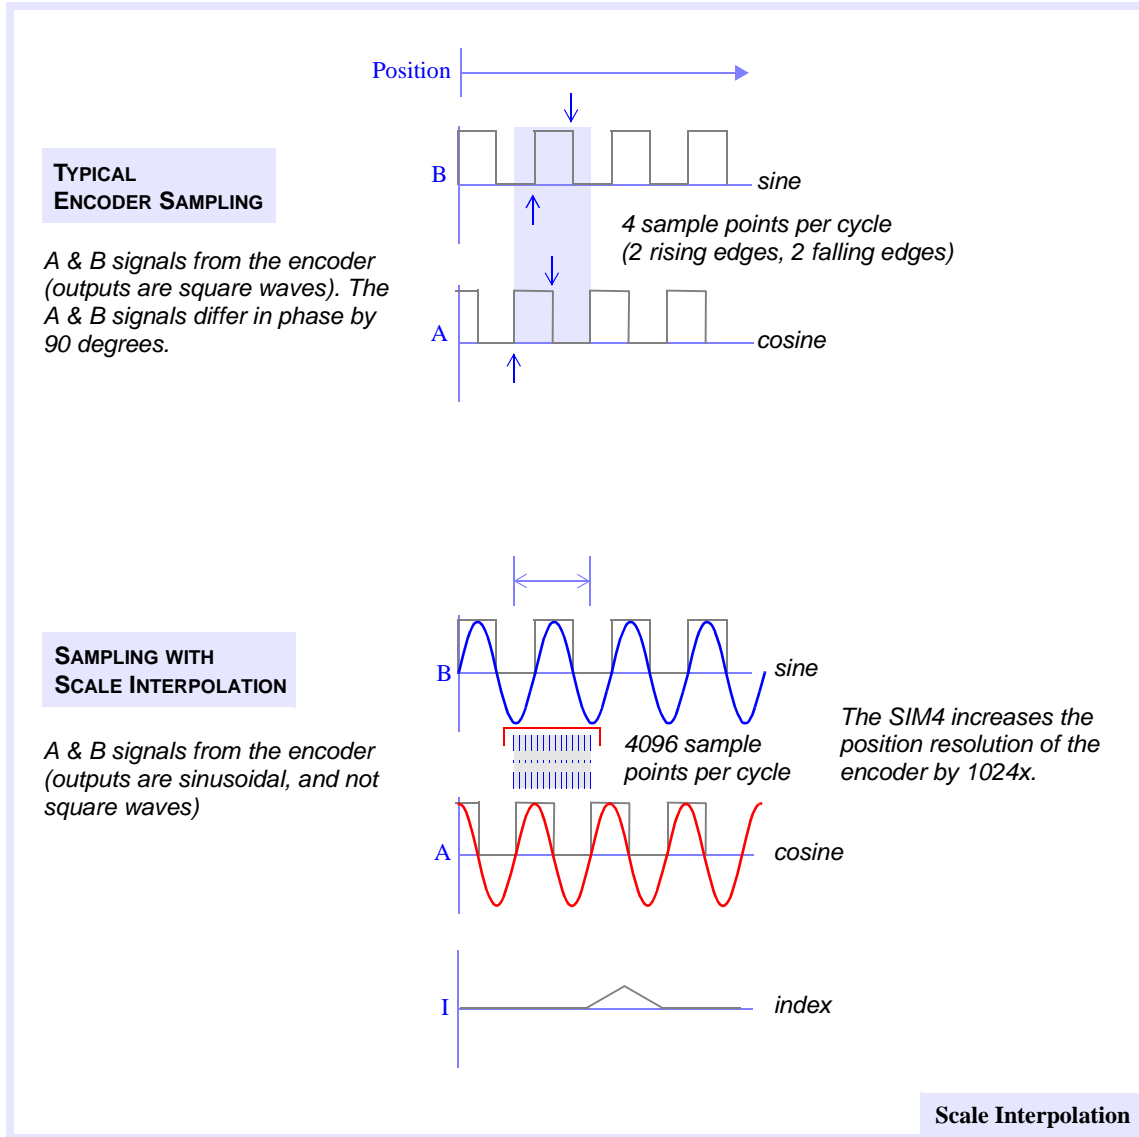 Position
TYPICAL
ENCODER SAMPLING
A & B signals from the encoder
(outputs are square waves). The
A & B signals differ in phase by
90 degrees.
B
sine
4 sample points per cycle
(2 rising edges, 2 falling edges)
A
cosine
SAMPLING WITH
SCALE INTERPOLATION
A & B signals from the encoder
(outputs are sinusoidal, and not
square waves)
B
sine
4096 sample
points per cycle
The SIM4 increases the
position resolution of the
encoder by 1024x.
A
cosine
I
index
Scale Interpolation